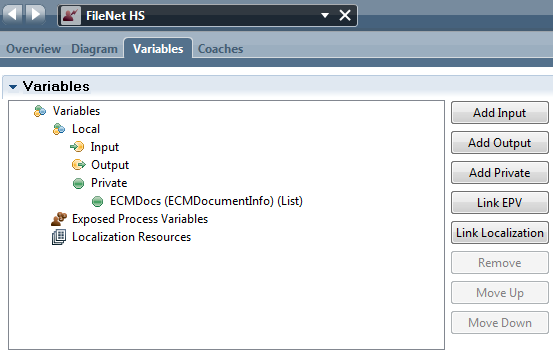 FileNet HS
Overview Diagram Variables Coaches
Variables
Variables
Local
Input
Output
Private
ECMDocs (ECMDocumentInfo) (List)
Exposed Process Variables
Localization Resources
Add Input
Add Output
Add Private
Link EPV
Link Localization
Remove
Move Up
Move Down